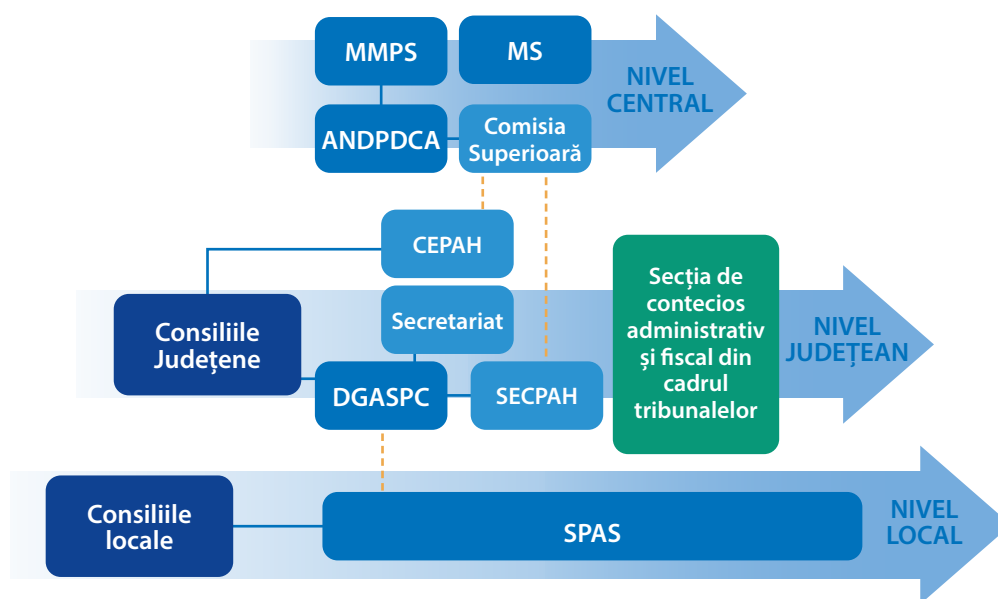 MMPS
MS
NIVEL
CENTRAL
ANDPDCA
Comisia
Superioară
CEPAH
Secretariat
Consiliile
Județene
DGASPC
SECPAH
Secția de
contecios
administrativ
și fiscal din
cadrul
tribunalelor
NIVEL
JUDEȚEAN
Consiliile
locale
SPAS
NIVEL
LOCAL